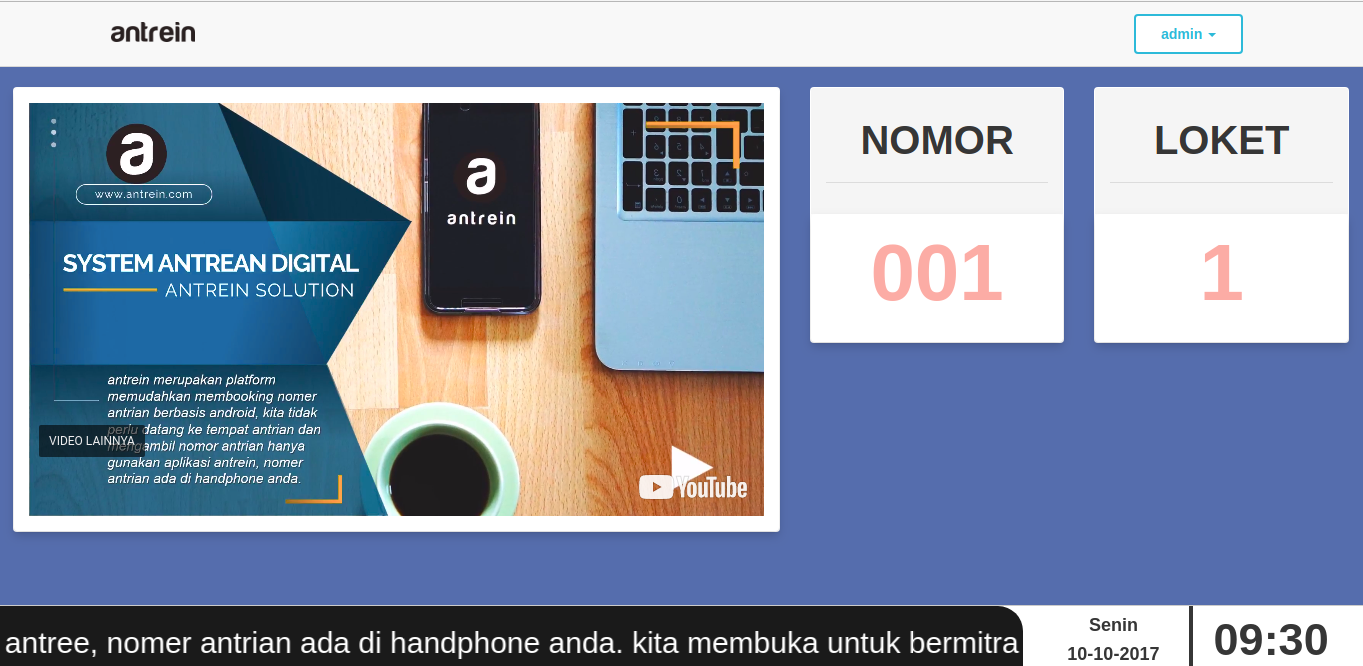 antrein
admin
a
www.antrein.com
SYSTEM ANTREAN DIGITAL
ANTREIN SOLUTION
antrein merupakan platform
memudahkan membooking nomer
antrian berbasis android, kita tidak
perlu datang ke tempat antrian dan
mengambil nomor antrian hanya
gunakan aplikasi antrein, nomer
antrian ada di handphone anda.
VIDEO LAINNYA
a
antrein
YouTube
NOMOR
001
LOKET
1
antree, nomer antrian ada di handphone anda. kita membuka untuk bermitra
Senin
10-10-2017
09:30